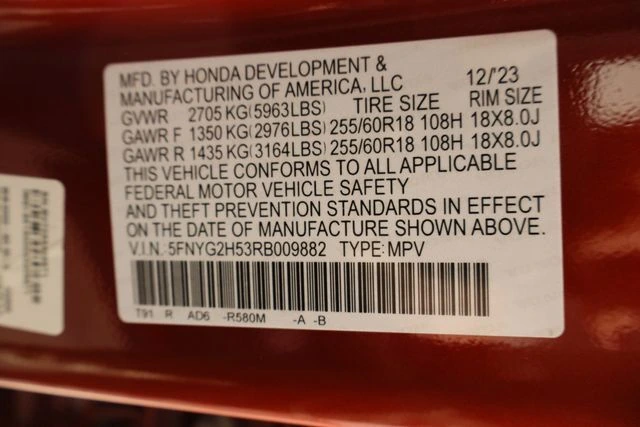 MFD. BY HONDA DEVELOPMENT &
MANUFACTURING OF AMERICA, LLC 12/'23
GVWR 2705 KG(5963LBS) TIRE SIZE RIM SIZE
GAWR F 1350 KG(2976LBS) 255/60R18 108H 18X8.0J
GAWR R 1435 KG(3164LBS) 255/60R18 108H 18X8.0J
THIS VEHICLE CONFORMS TO ALL APPLICABLE
FEDERAL MOTOR VEHICLE SAFETY
AND THEFT PREVENTION STANDARDS IN EFFECT
ON THE DATE OF MANUFACTURE SHOWN ABOVE.
V.I.N.: 5FNYG2H53RB009882 TYPE:MPV
T91 R AD6 -R580M -A -B